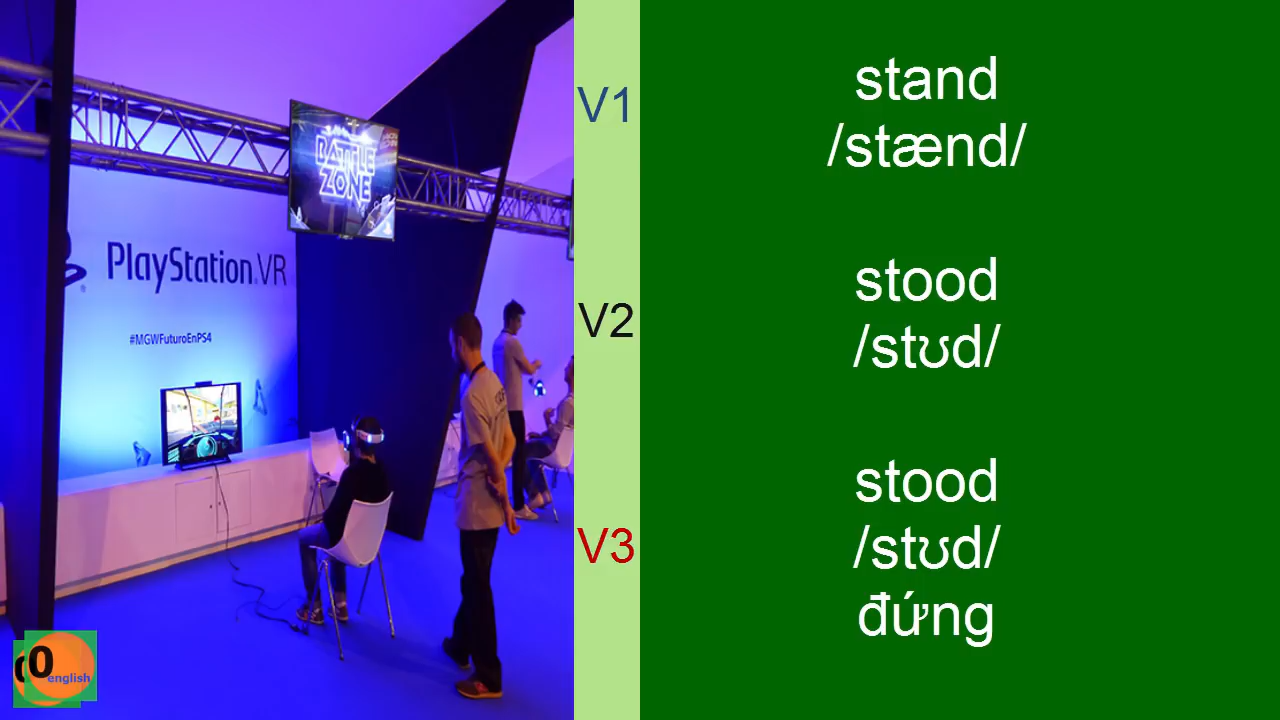 BATTLE
ZONE
PlayStation.VR
#MGWFuturoEnPS4
english
V1
stand
/stænd/
V2
stood
/stʊd/
V3
stood
/stʊd/
đứng